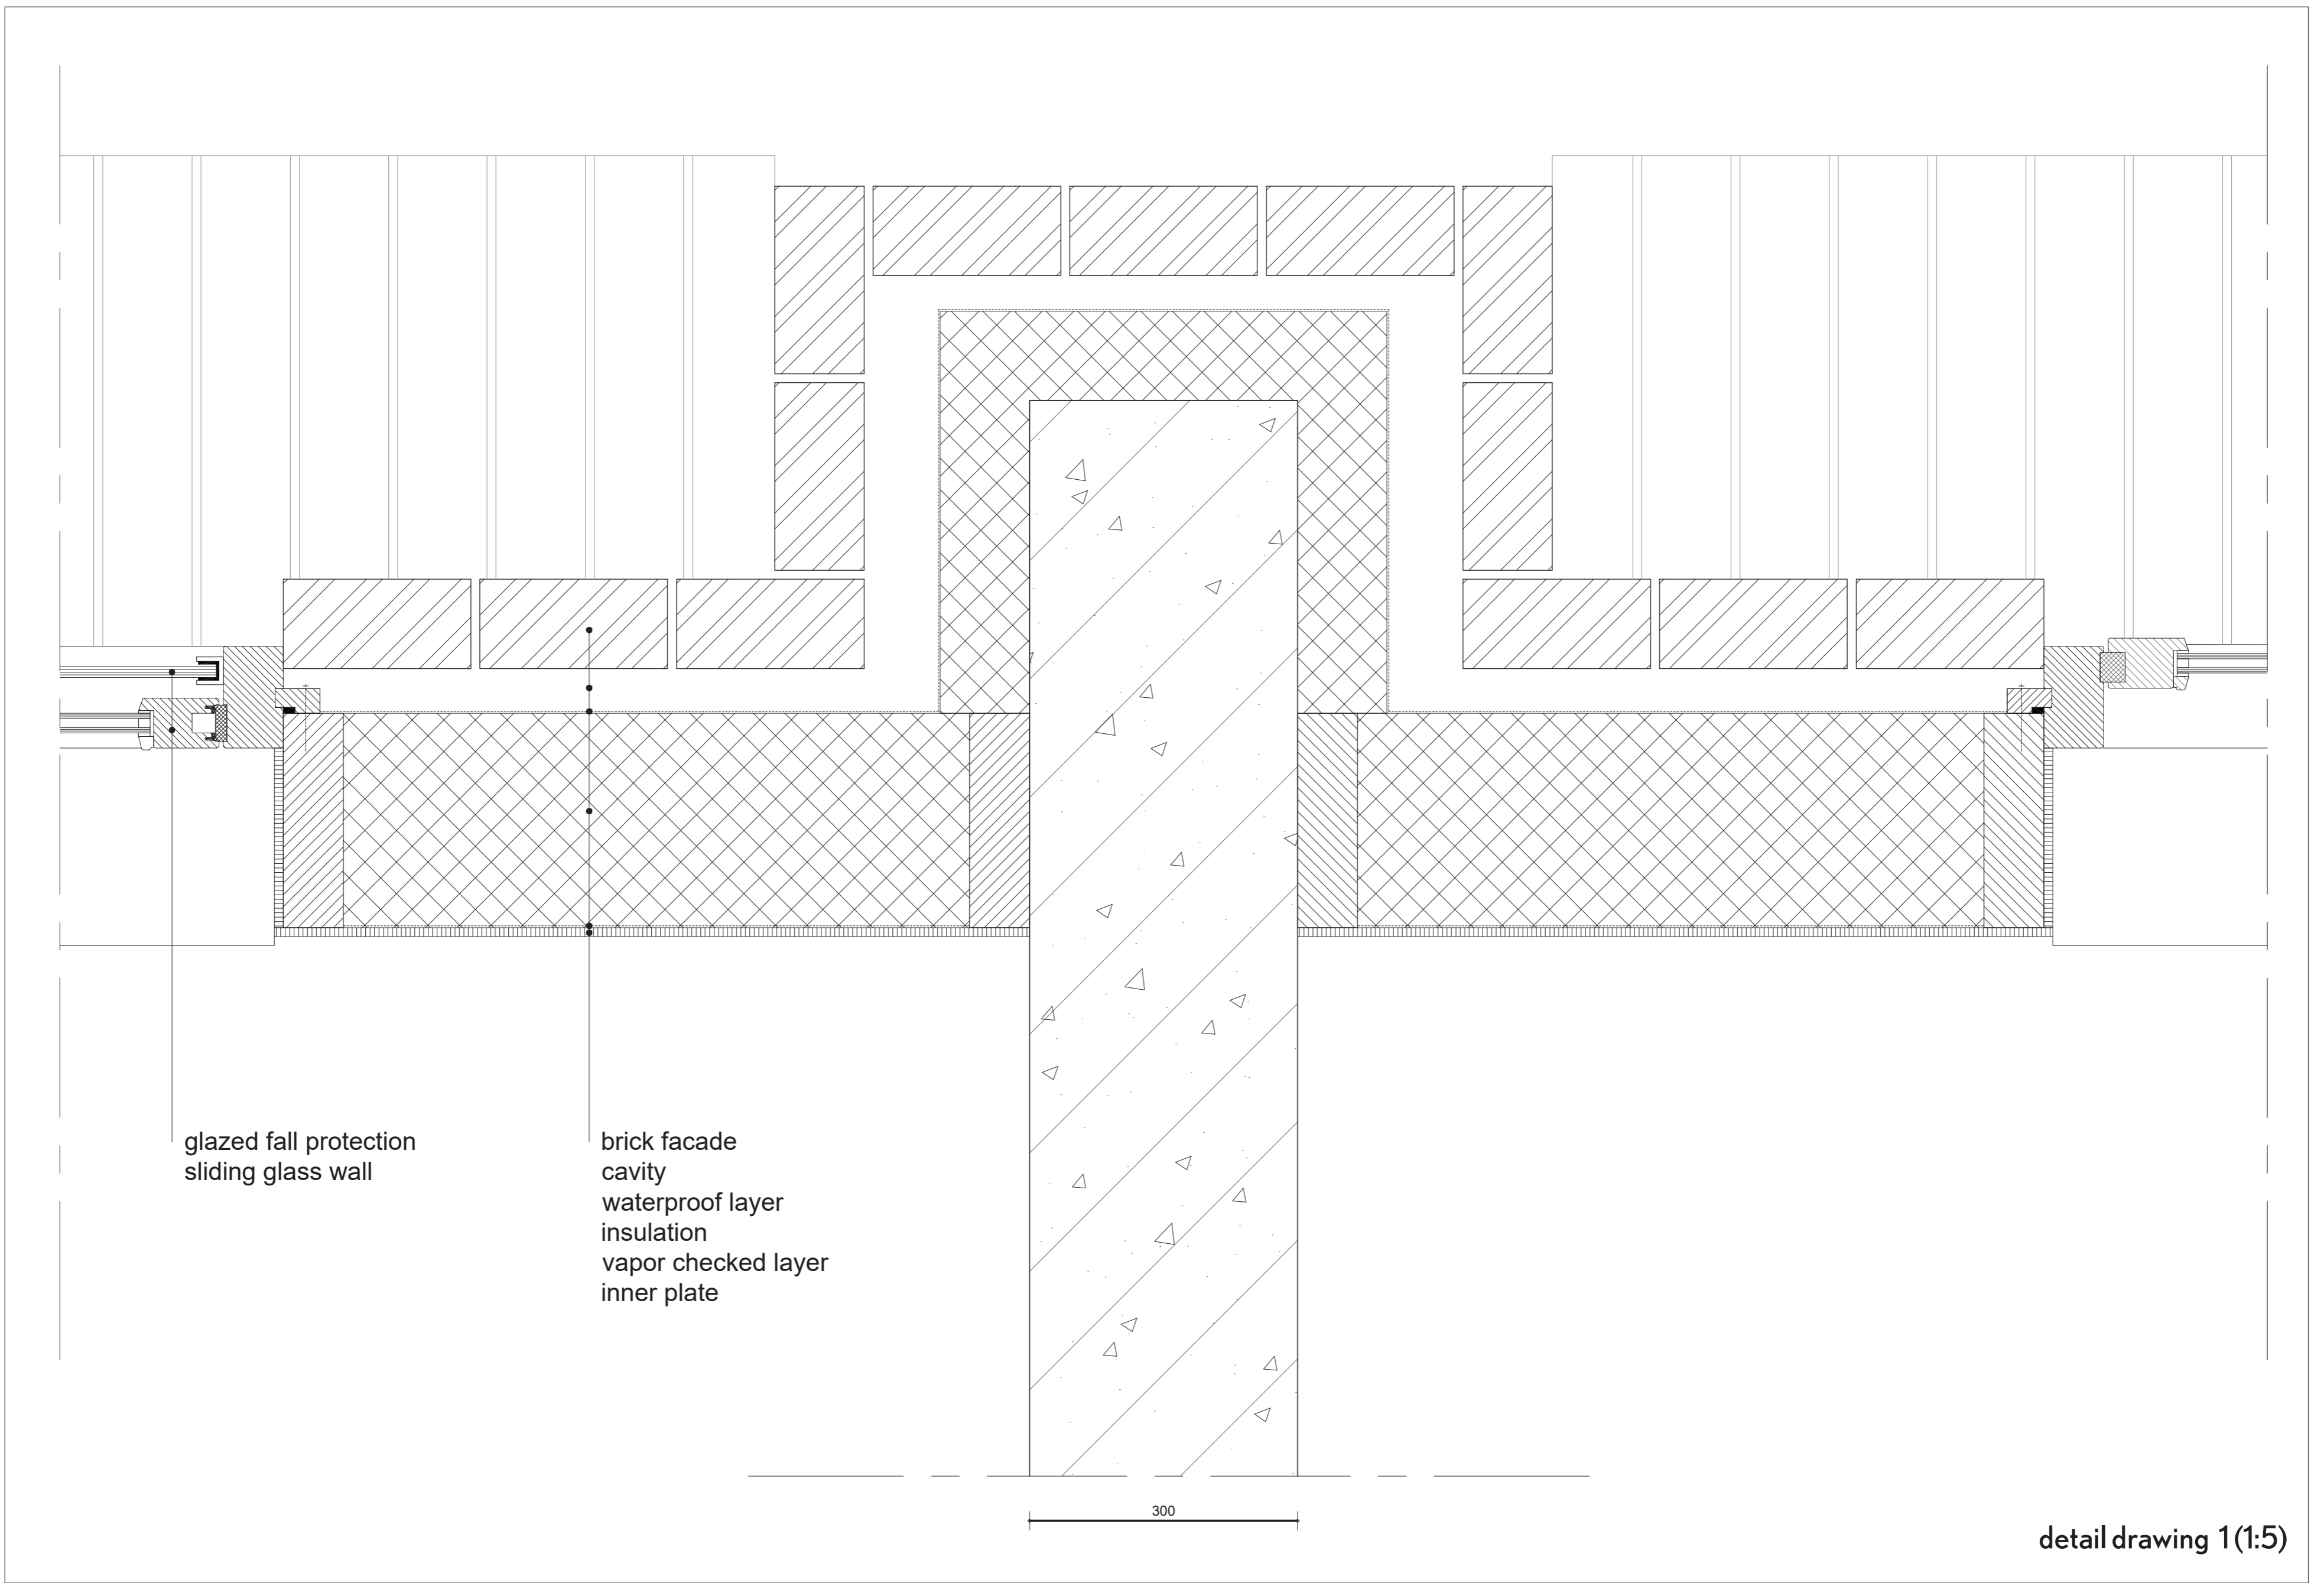 glazed fall protection
sliding glass wall
brick facade
cavity
waterproof layer
insulation
vapor checked layer
inner plate
300
detail drawing 1 (1:5)